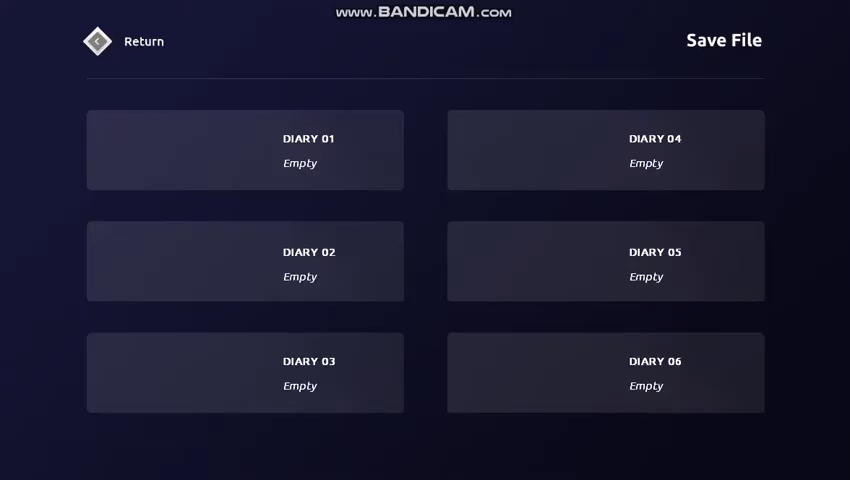 www.BANDICAM.com
Return
Save File
DIARY 01
Empty
DIARY 04
Empty
DIARY 02
Empty
DIARY 05
Empty
DIARY 03
Empty
DIARY 06
Empty